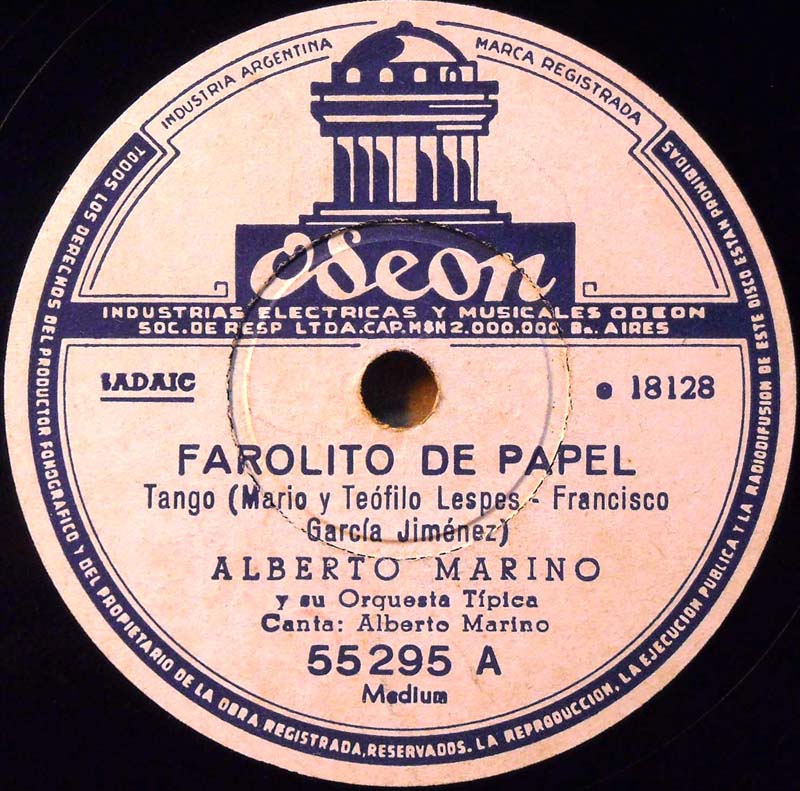 INDUSTRIA ARGENTINA
MARCA REGISTRADA
Odeon
INDUSTRIAS ELECTRICAS Y MUSICALES ODEON
SOC. DE RESP LTDA. CAP. M$N 2.000.000 Bs. AIRES
SADAIC
e 18128
FAROLITO DE PAPEL
Tango (Mario y Teófilo Lespes - Francisco
García Jiménez)
ALBERTO MARINO
y su Orquesta Típica
Canta: Alberto Marino
55295 A
Medium
TODOS LOS DERECHOS DEL PRODUCTOR FONOGRAFICO Y DEL PROPIETARIO DE LA OBRA REGISTRADA, RESERVADOS. LA REPRODUCCION, LA EJECUCION PUBLICA Y LA RADIODIFUSION DE ESTE DISCO ESTAN PROHIBIDAS